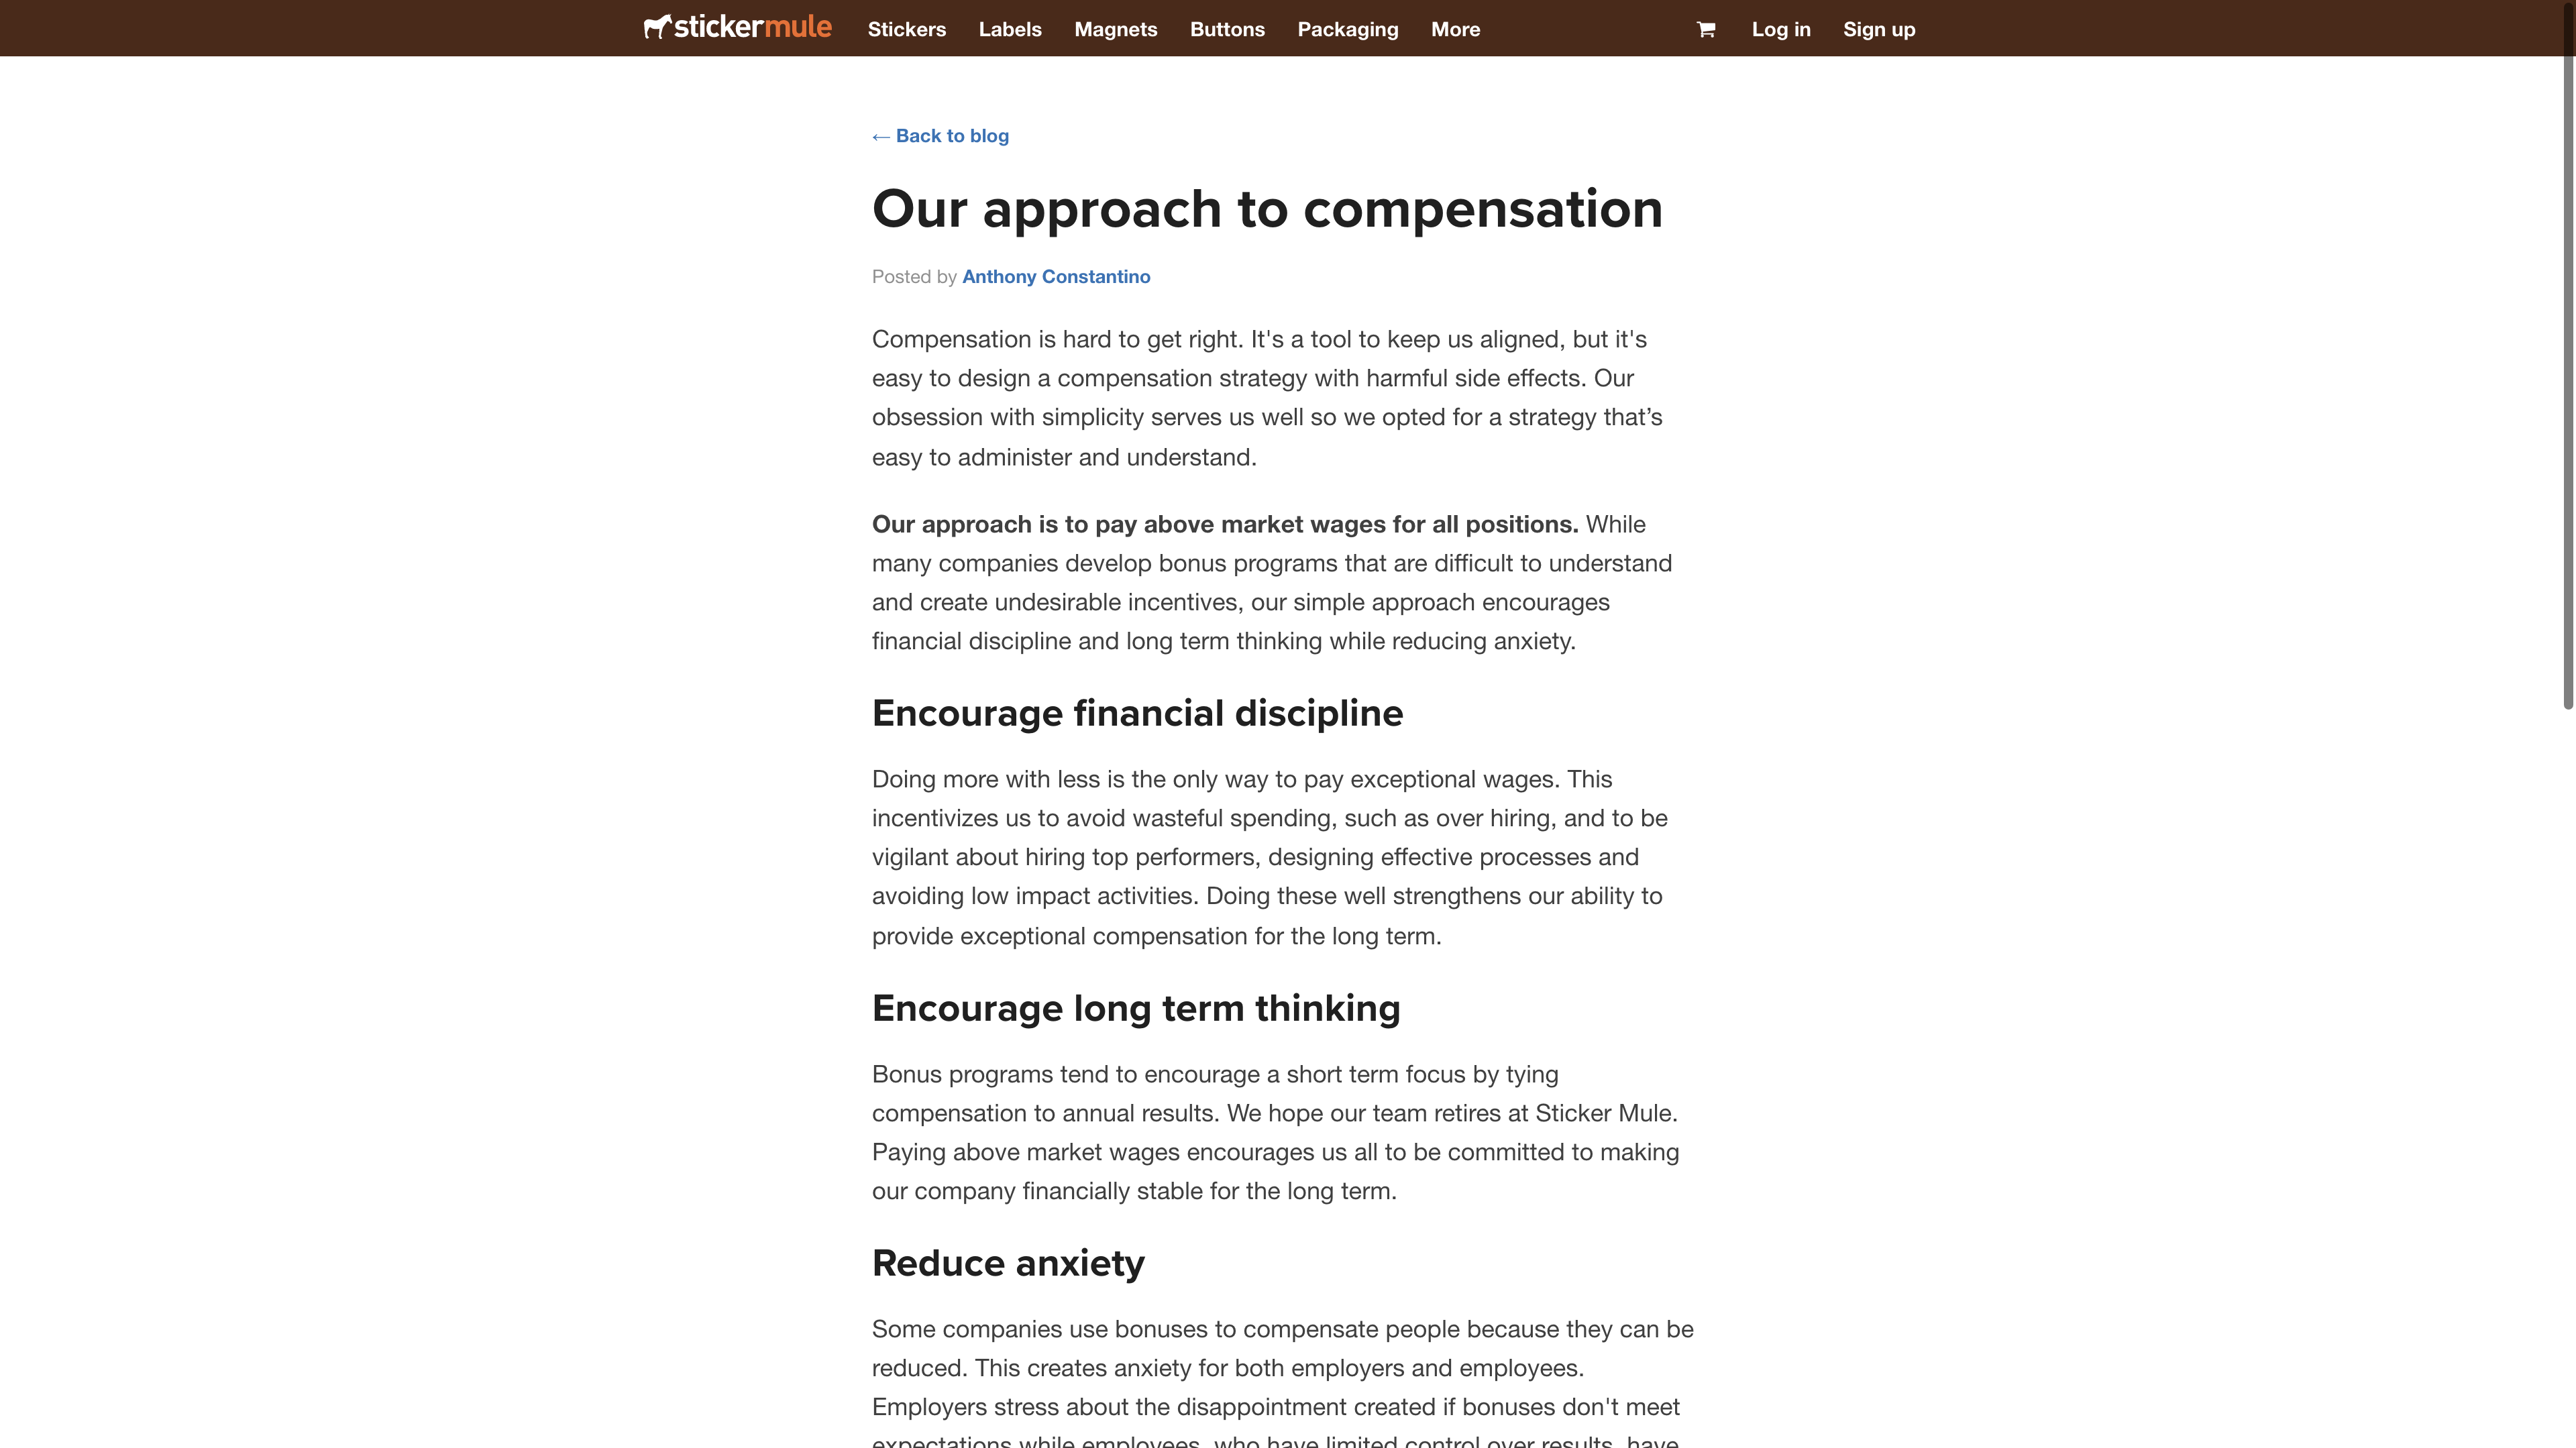 stickermule Stickers Labels Magnets Buttons Packaging More Log in Sign up
← Back to blog
Our approach to compensation
Posted by Anthony Constantino
Compensation is hard to get right. It's a tool to keep us aligned, but it's
easy to design a compensation strategy with harmful side effects. Our
obsession with simplicity serves us well so we opted for a strategy that’s
easy to administer and understand.
Our approach is to pay above market wages for all positions. While
many companies develop bonus programs that are difficult to understand
and create undesirable incentives, our simple approach encourages
financial discipline and long term thinking while reducing anxiety.
Encourage financial discipline
Doing more with less is the only way to pay exceptional wages. This
incentivizes us to avoid wasteful spending, such as over hiring, and to be
vigilant about hiring top performers, designing effective processes and
avoiding low impact activities. Doing these well strengthens our ability to
provide exceptional compensation for the long term.
Encourage long term thinking
Bonus programs tend to encourage a short term focus by tying
compensation to annual results. We hope our team retires at Sticker Mule.
Paying above market wages encourages us all to be committed to making
our company financially stable for the long term.
Reduce anxiety
Some companies use bonuses to compensate people because they can be
reduced. This creates anxiety for both employers and employees.
Employers stress about the disappointment created if bonuses don't meet
expectations while employees, who have limited control over results, have